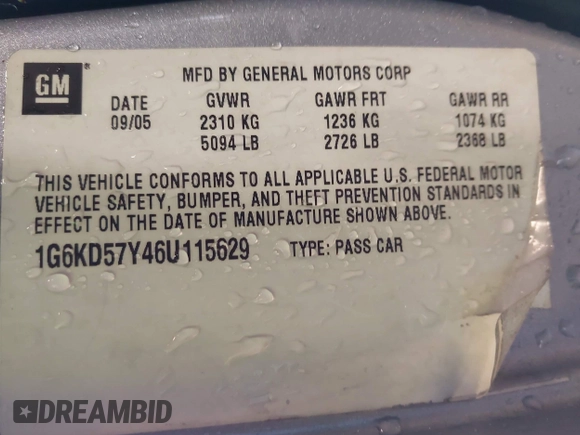 GM ®
MFD BY GENERAL MOTORS CORP
DATE GVWR GAWR FRT GAWR RR
09/05 2310 KG 1236 KG 1074 KG
5094 LB 2726 LB 2368 LB
THIS VEHICLE CONFORMS TO ALL APPLICABLE U.S. FEDERAL MOTOR
VEHICLE SAFETY, BUMPER, AND THEFT PREVENTION STANDARDS IN
EFFECT ON THE DATE OF MANUFACTURE SHOWN ABOVE.
1G6KD57Y46U115629 TYPE: PASS CAR
DREAMBID